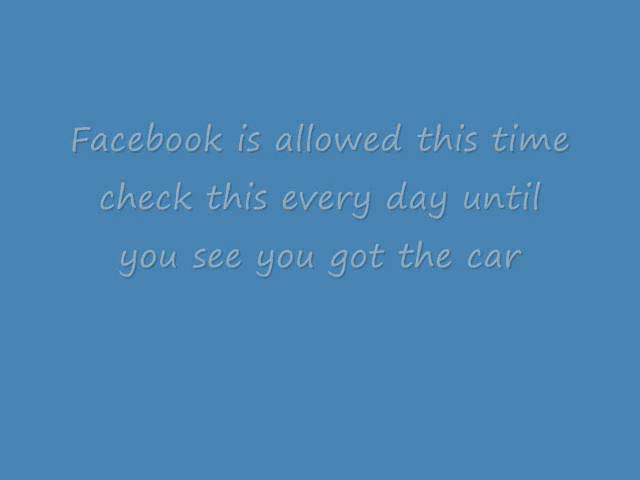 Facebook is allowed this time
check this every day until
you see you got the car